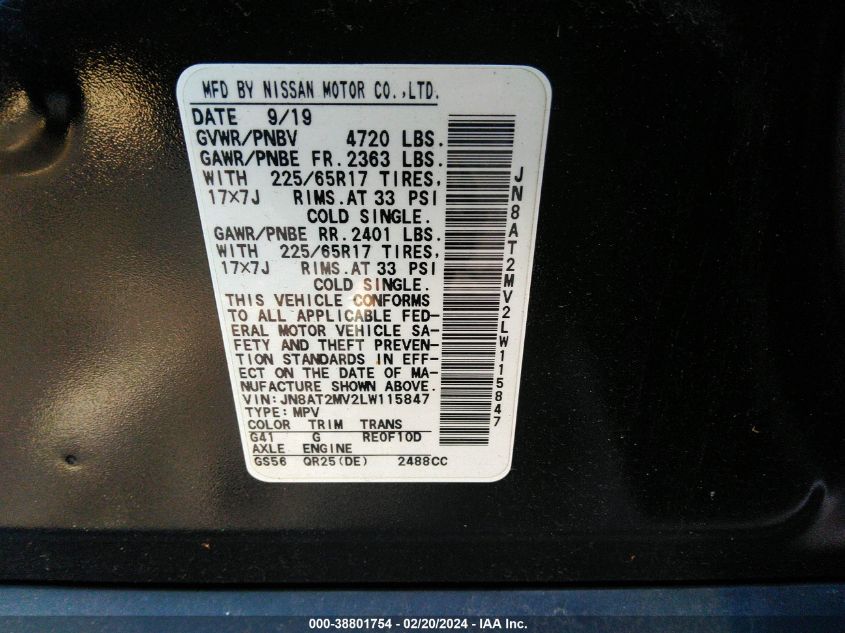 MFD BY NISSAN MOTOR CO.,LTD.
DATE 9/19
GVWR/PNBV 4720 LBS.
GAWR/PNBE FR. 2363 LBS.
WITH 225/65R17 TIRES,
17×7J RIMS.AT 33 PSI
COLD SINGLE.
GAWR/PNBE RR. 2401 LBS.
WITH 225/65R17 TIRES,
17×7J RIMS.AT 33 PSI
COLD SINGLE.
THIS VEHICLE CONFORMS
TO ALL APPLICABLE FED-
ERAL MOTOR VEHICLE SA-
FETY AND THEFT PREVEN-
TION STANDARDS IN EFF-
ECT ON THE DATE OF MA-
NUFACTURE SHOWN ABOVE.
VIN:JN8AT2MV2LW115847
TYPE:MPV
COLOR TRIM TRANS
G41 G RE0F10D
AXLE ENGINE
GS56 QR25(DE) 2488CC
JN8AT2MV2LW115847
000-38801754 - 02/20/2024 - IAA Inc.